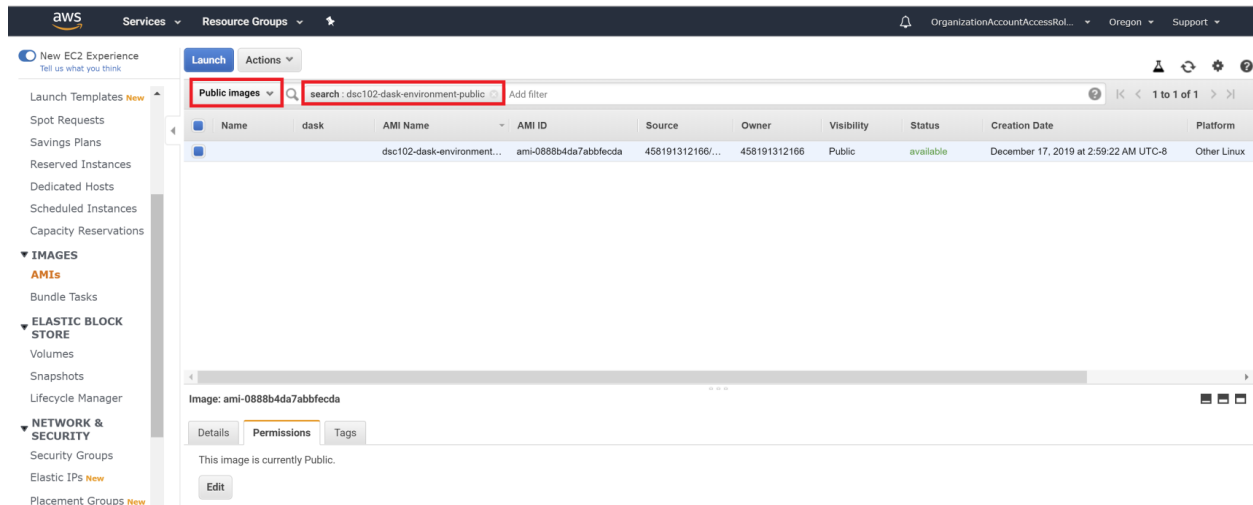 aws Services Resource Groups OrganizationAccountAccessRol... Oregon Support
New EC2 Experience
Tell us what you think
Launch Templates New
Spot Requests
Savings Plans
Reserved Instances
Dedicated Hosts
Scheduled Instances
Capacity Reservations
IMAGES
AMIs
Bundle Tasks
ELASTIC BLOCK
STORE
Volumes
Snapshots
Lifecycle Manager
NETWORK &
SECURITY
Security Groups
Elastic IPs New
Placement Groups New
Launch Actions
Public images search : dsc102-dask-environment-public Add filter 1 to 1 of 1
Name dask AMI Name AMI ID Source Owner Visibility Status Creation Date Platform
dsc102-dask-environment... ami-0888b4da7abbfecda 458191312166/... 458191312166 Public available December 17, 2019 at 2:59:22 AM UTC-8 Other Linux
Image: ami-0888b4da7abbfecda
Details Permissions Tags
This image is currently Public.
Edit